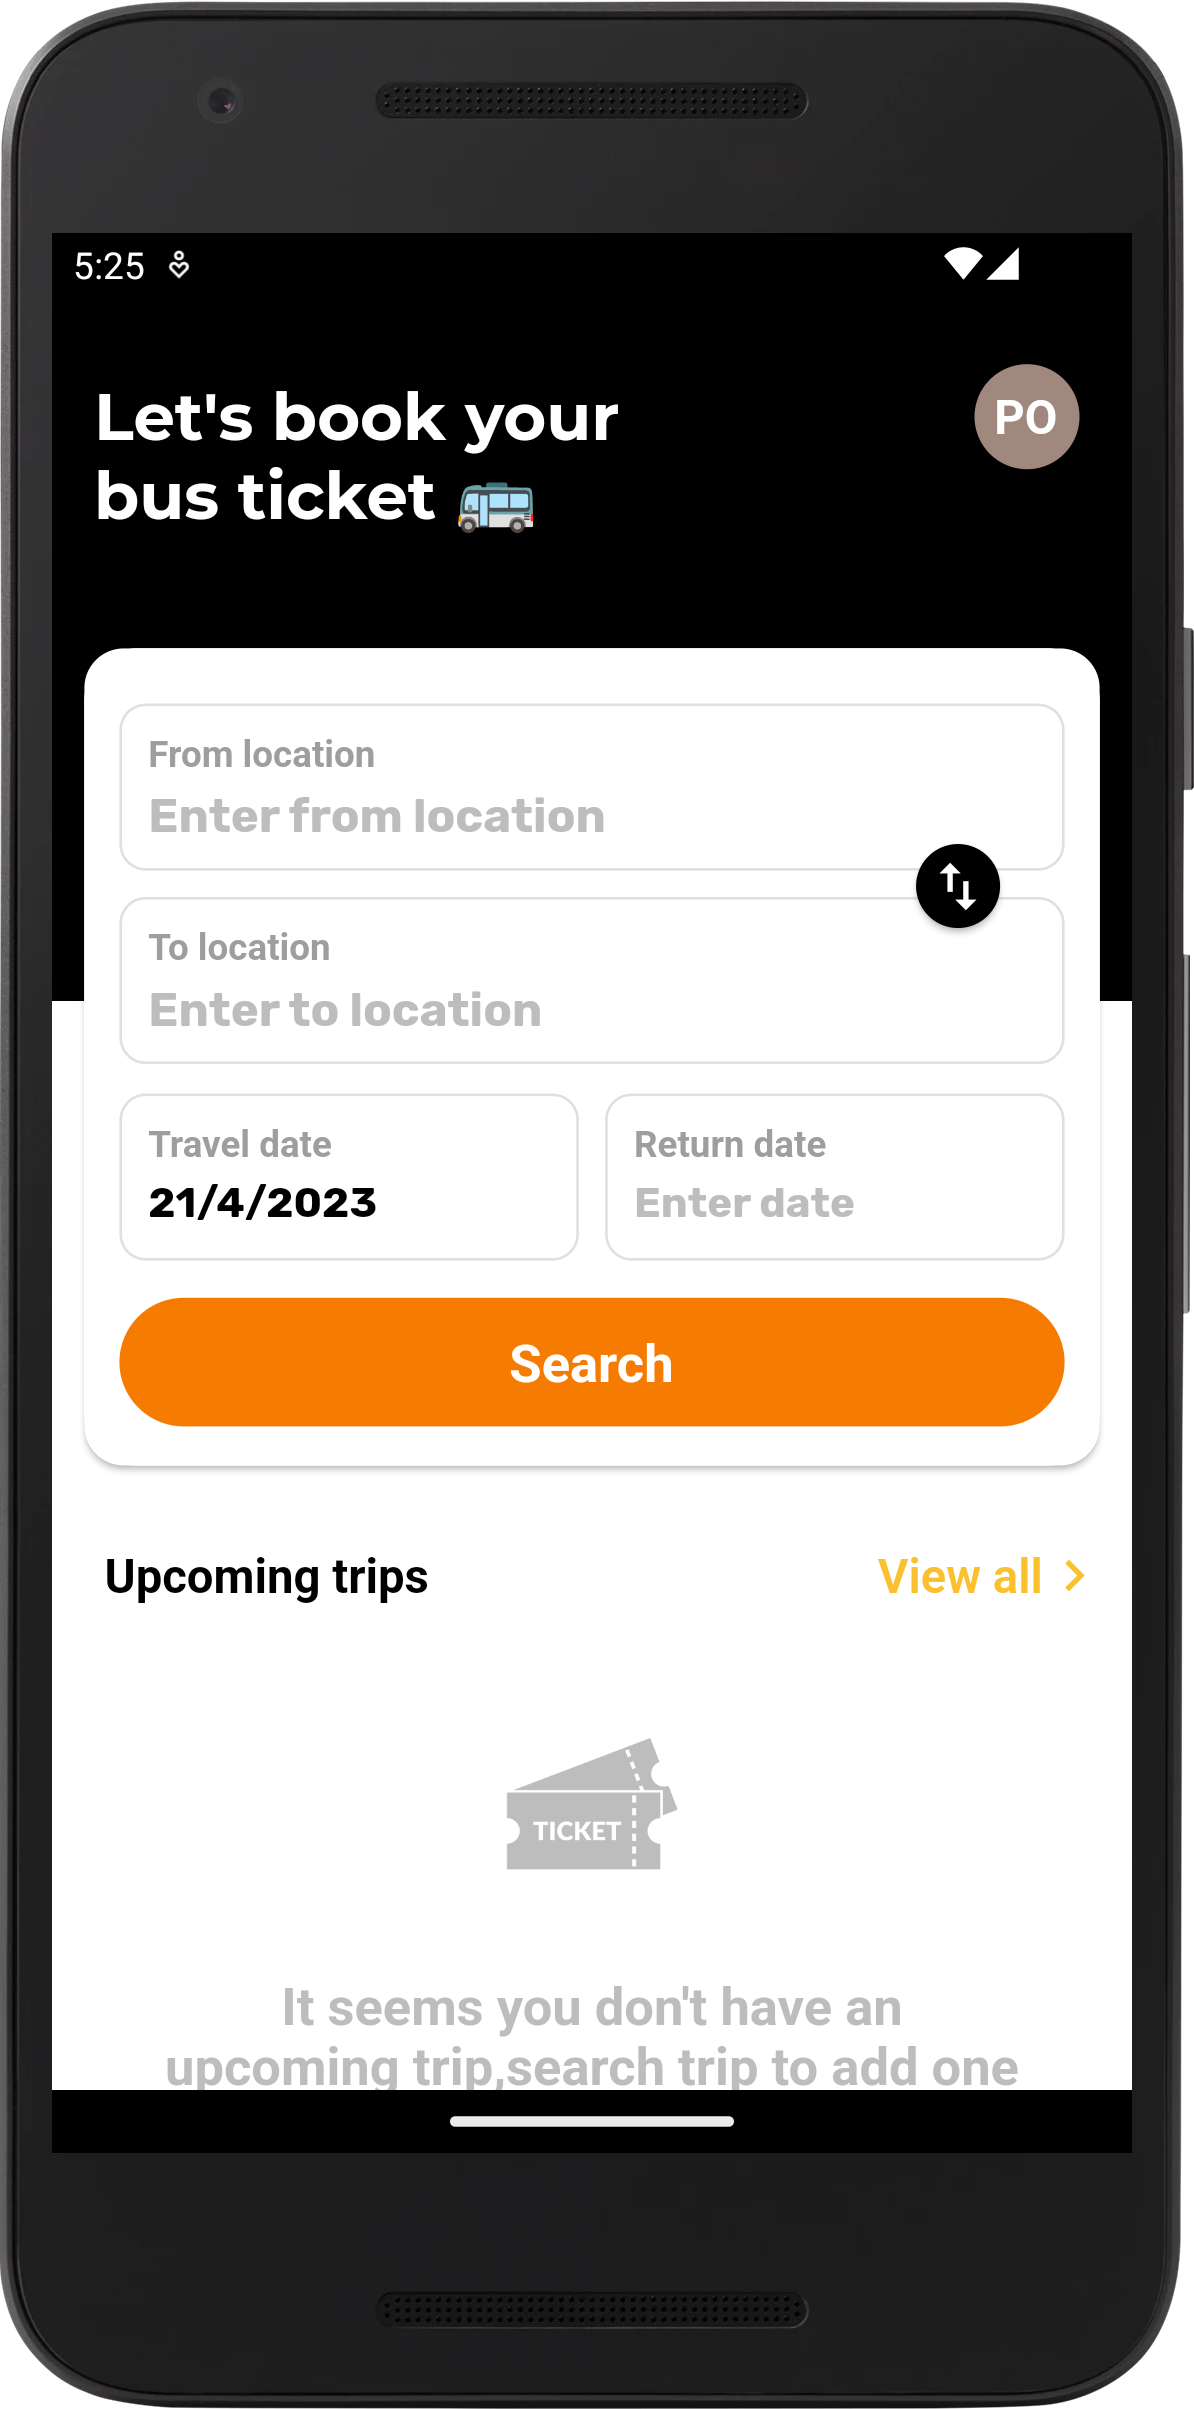 5:25
Let's book your
bus ticket
PO
From location
Enter from location
To location
Enter to location
Travel date
21/4/2023
Return date
Enter date
Search
Upcoming trips
View all
TICKET
It seems you don't have an
upcoming trip,search trip to add one